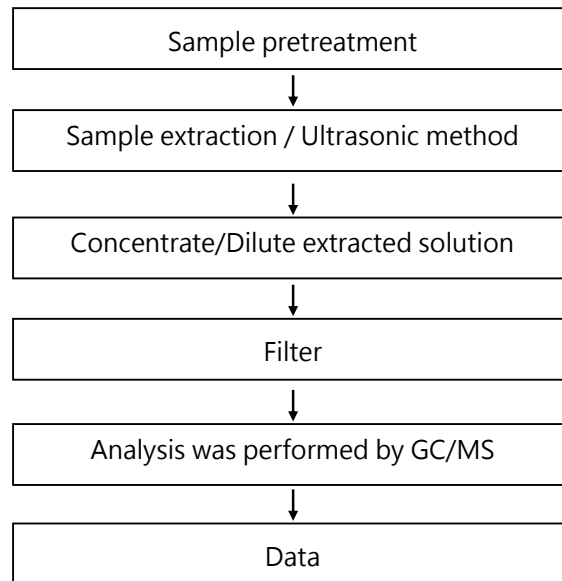 Sample pretreatment
Sample extraction / Ultrasonic method
Concentrate/Dilute extracted solution
Filter
Analysis was performed by GC/MS
Data